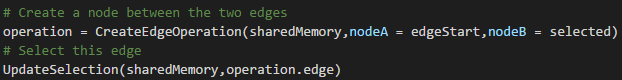 # Create a node between the two edges
operation = CreateEdgeOperation(sharedMemory,nodeA = edgeStart,nodeB = selected)
# Select this edge
UpdateSelection(sharedMemory,operation.edge)